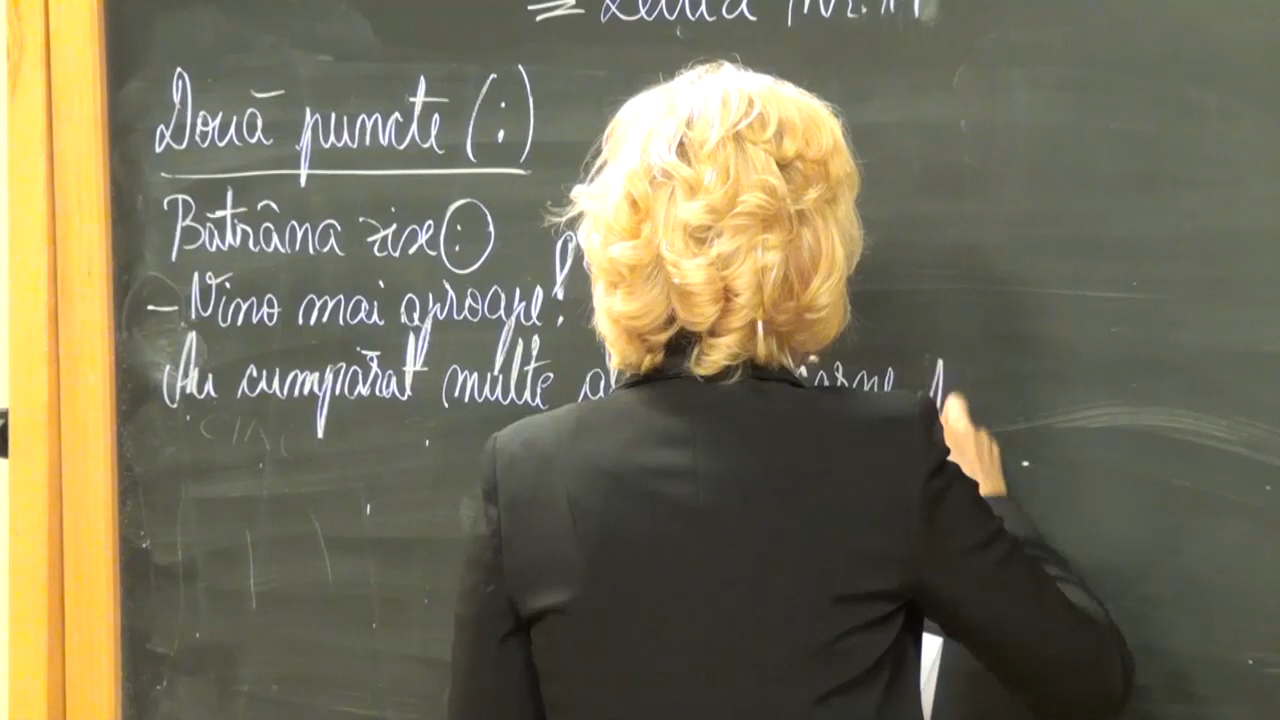 Două puncte (:)
Bătrâna zise:
- Vino mai aproape!
Au cumpărat multe